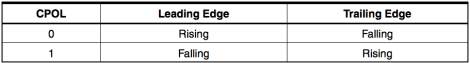 CPOL Leading Edge Trailing Edge
0 Rising Falling
1 Falling Rising